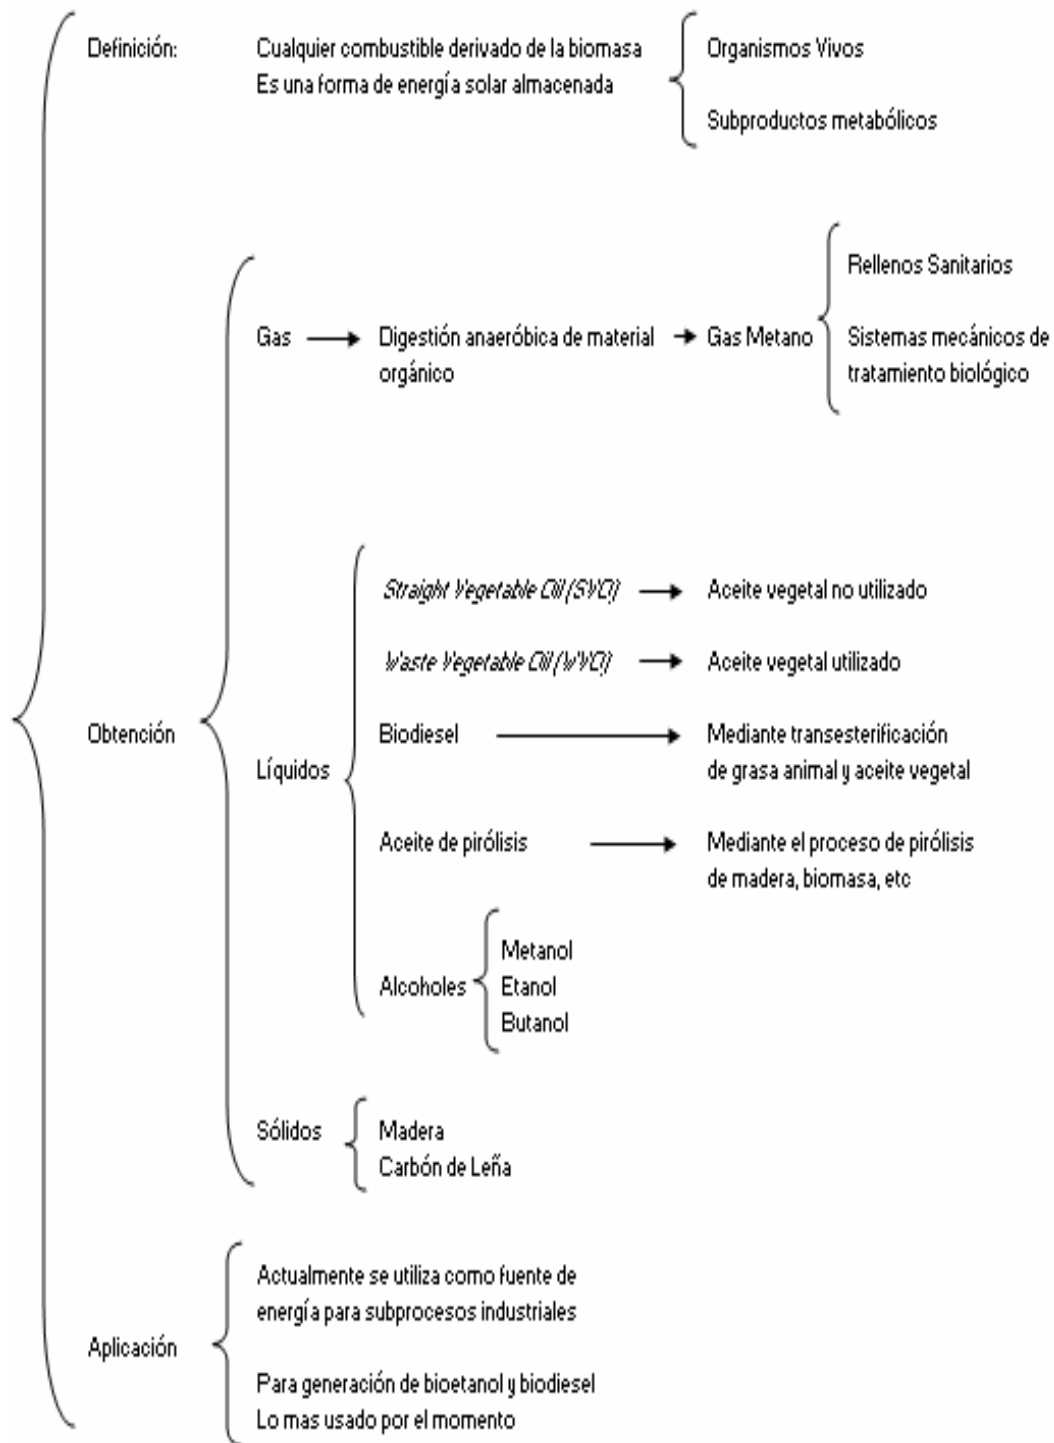 Definición:
Cualquier combustible derivado de la biomasa
Es una forma de energía solar almacenada
Organismos Vivos
Subproductos metabólicos
Obtención
Gas
Digestión anaeróbica de material
orgánico
Gas Metano
Rellenos Sanitarios
Sistemas mecánicos de
tratamiento biológico
Líquidos
Straight Vegetable Oil (SVO)
Aceite vegetal no utilizado
Waste Vegetable Oil (WVO)
Aceite vegetal utilizado
Biodiesel
Mediante transesterificación
de grasa animal y aceite vegetal
Aceite de pirólisis
Mediante el proceso de pirólisis
de madera, biomasa, etc
Alcoholes
Metanol
Etanol
Butanol
Sólidos
Madera
Carbón de Leña
Aplicación
Actualmente se utiliza como fuente de
energía para subprocesos industriales
Para generación de bioetanol y biodiesel
Lo mas usado por el momento